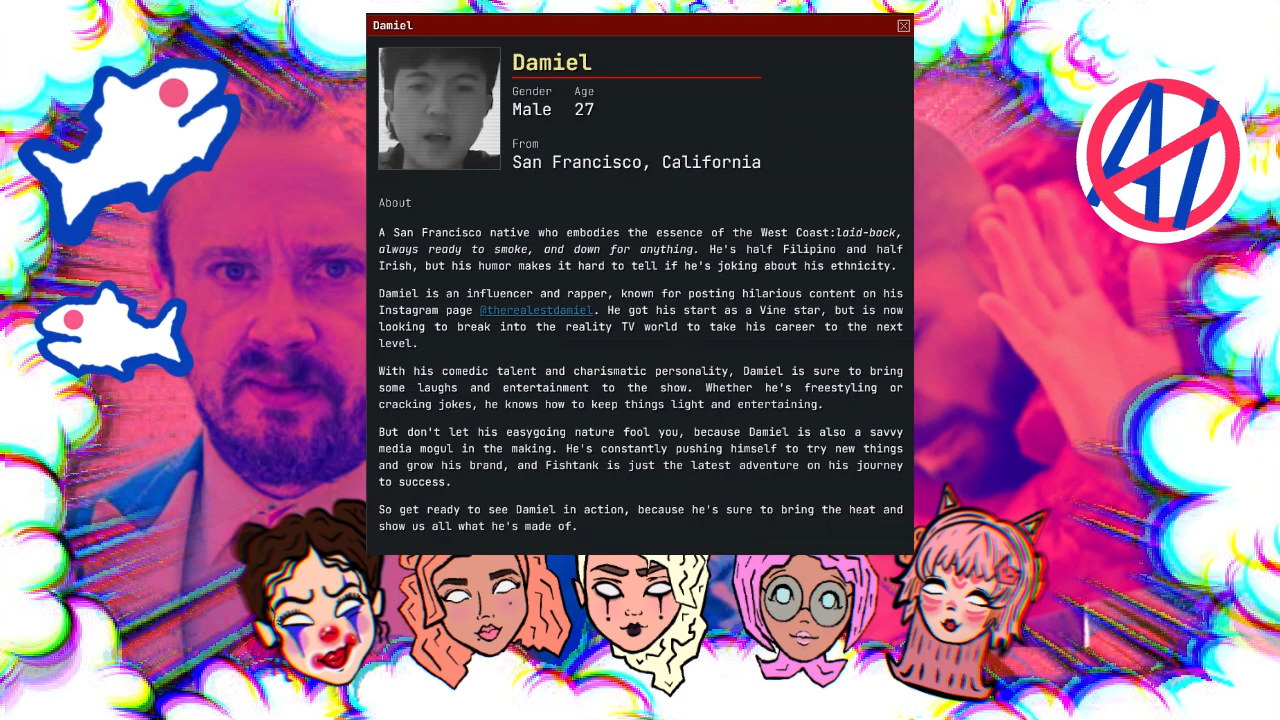 Damiel
Damiel
Gender Age
Male 27
From
San Francisco, California
About
A San Francisco native who embodies the essence of the West Coast:laid-back,
always ready to smoke, and down for anything. He's half Filipino and half
Irish, but his humor makes it hard to tell if he's joking about his ethnicity.
Damiel is an influencer and rapper, known for posting hilarious content on his
Instagram page @therealestdamiel. He got his start as a Vine star, but is now
looking to break into the reality TV world to take his career to the next
level.
With his comedic talent and charismatic personality, Damiel is sure to bring
some laughs and entertainment to the show. Whether he's freestyling or
cracking jokes, he knows how to keep things light and entertaining.
But don't let his easygoing nature fool you, because Damiel is also a savvy
media mogul in the making. He's constantly pushing himself to try new things
and grow his brand, and Fishtank is just the latest adventure on his journey
to success.
So get ready to see Damiel in action, because he's sure to bring the heat and
show us all what he's made of.
AI